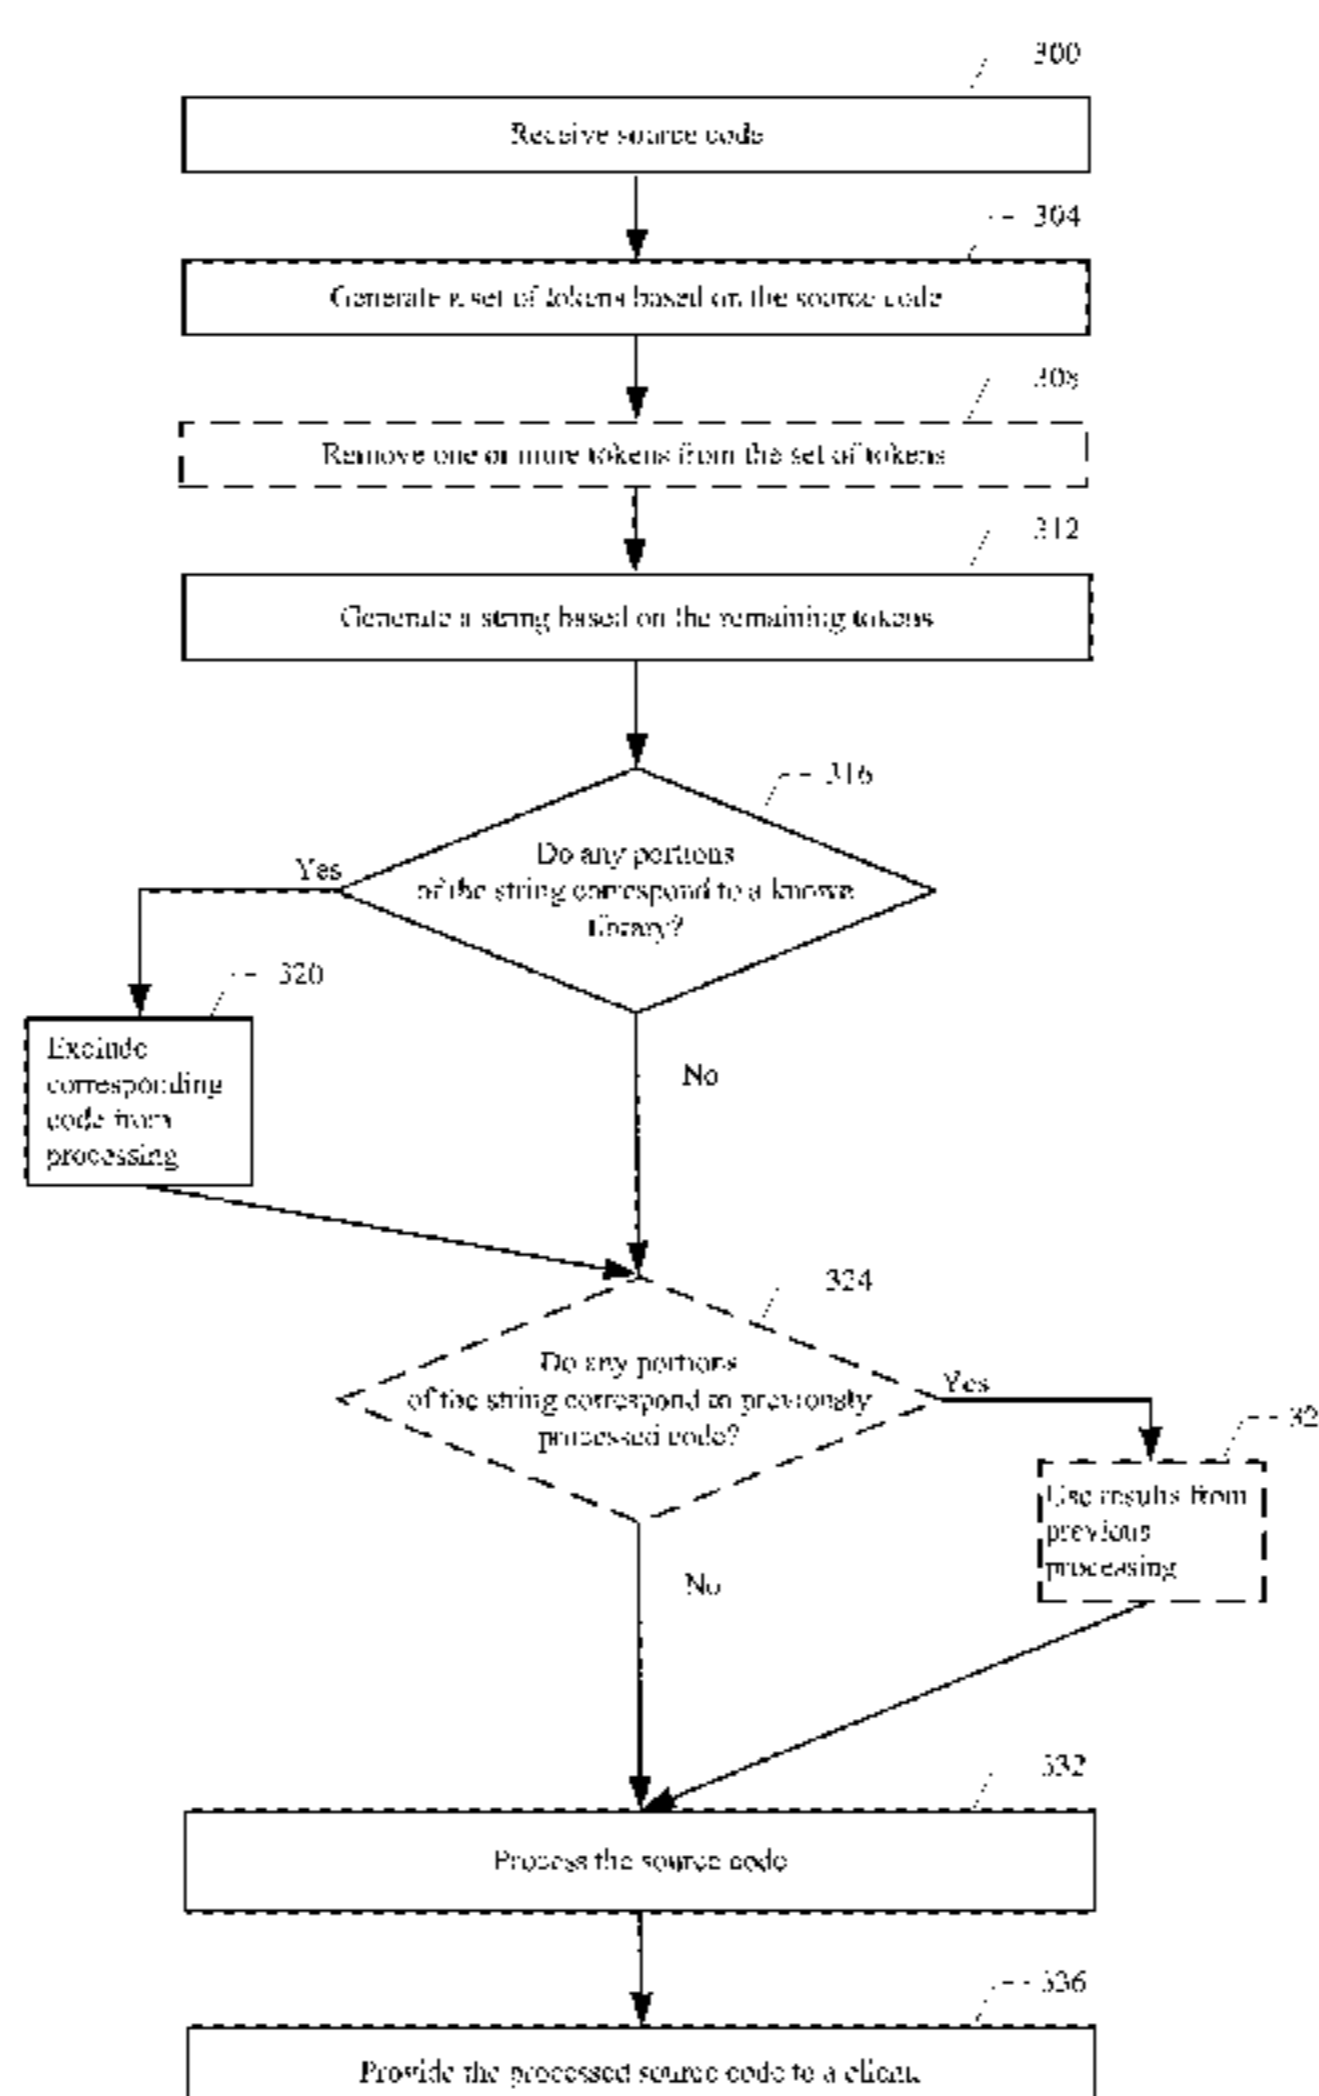 300
Receive source code
304
Generate a set of tokens based on the source code
308
Remove one or more tokens from the set of tokens
312
Generate a string based on the remaining tokens
316
Do any portions
of the string correspond to a known
library?
Yes
320
Exclude
corresponding
code from
processing
No
324
Do any portions
of the string correspond to previously
processed code?
Yes
32
Use results from
previous
processing
No
332
Process the source code
336
Provide the processed source code to a client